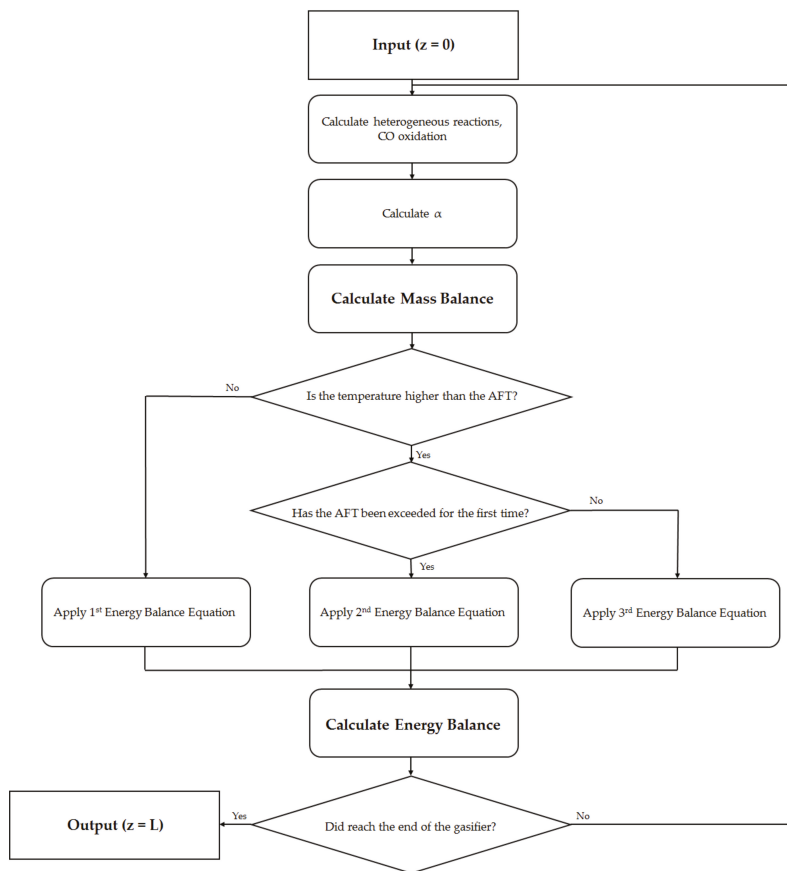 Input (z = 0)
Calculate heterogeneous reactions,
CO oxidation
Calculate α
Calculate Mass Balance
No
Is the temperature higher than the AFT?
Yes
No
Has the AFT been exceeded for the first time?
Yes
Apply 1st Energy Balance Equation
Apply 2nd Energy Balance Equation
Apply 3rd Energy Balance Equation
Calculate Energy Balance
Output (z = L)
Yes
Did reach the end of the gasifier?
No